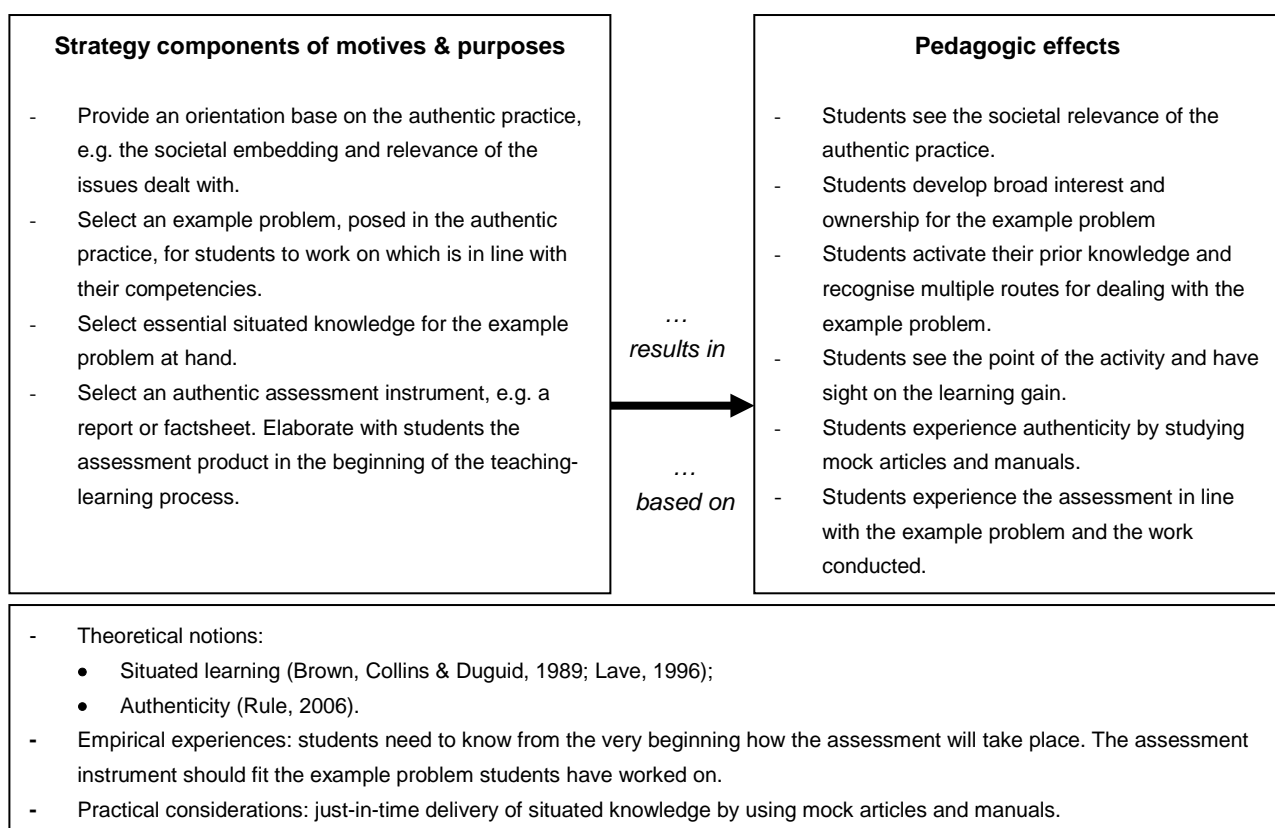 Strategy components of motives & purposes
- Provide an orientation base on the authentic practice,
e.g. the societal embedding and relevance of the
issues dealt with.
- Select an example problem, posed in the authentic
practice, for students to work on which is in line with
their competencies.
- Select essential situated knowledge for the example
problem at hand.
- Select an authentic assessment instrument, e.g. a
report or factsheet. Elaborate with students the
assessment product in the beginning of the teaching-
learning process.
…
results in
…
based on
Pedagogic effects
- Students see the societal relevance of the
authentic practice.
- Students develop broad interest and
ownership for the example problem
- Students activate their prior knowledge and
recognise multiple routes for dealing with the
example problem.
- Students see the point of the activity and have
sight on the learning gain.
- Students experience authenticity by studying
mock articles and manuals.
- Students experience the assessment in line
with the example problem and the work
conducted.
- Theoretical notions:
• Situated learning (Brown, Collins & Duguid, 1989; Lave, 1996);
• Authenticity (Rule, 2006).
- Empirical experiences: students need to know from the very beginning how the assessment will take place. The assessment
instrument should fit the example problem students have worked on.
- Practical considerations: just-in-time delivery of situated knowledge by using mock articles and manuals.